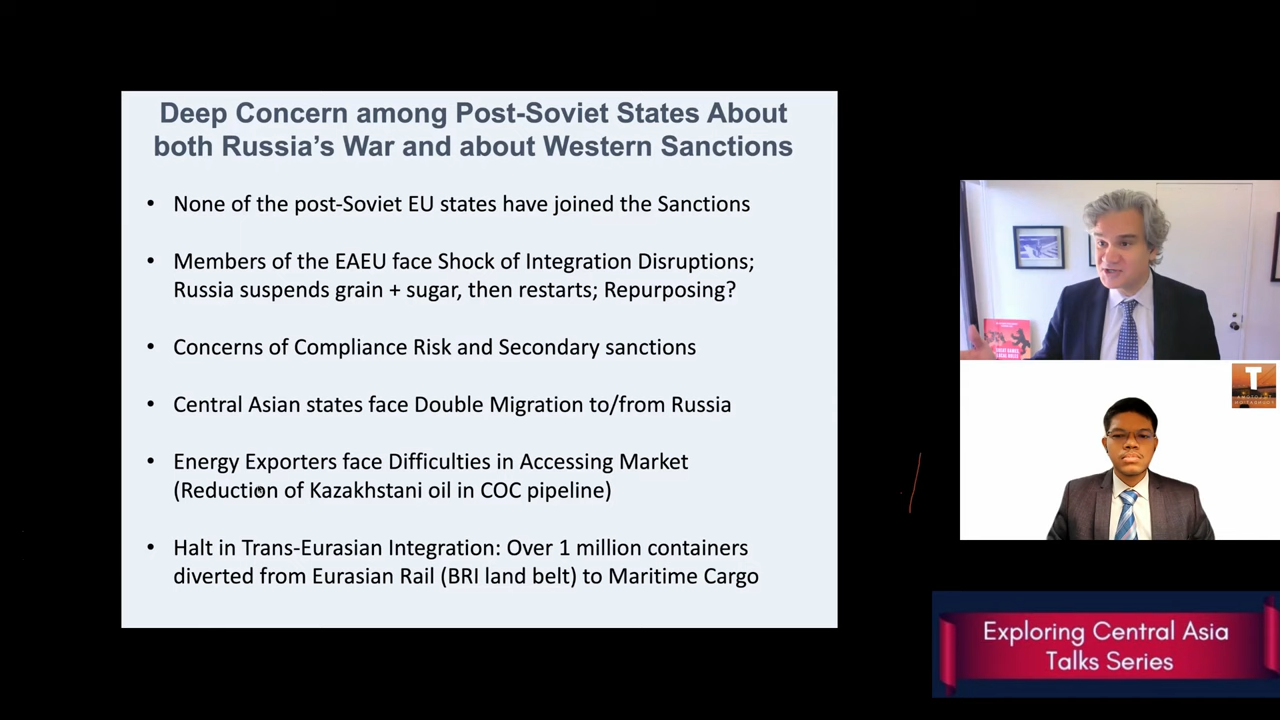 Deep Concern among Post-Soviet States About
both Russia's War and about Western Sanctions
• None of the post-Soviet EU states have joined the Sanctions
• Members of the EAEU face Shock of Integration Disruptions;
Russia suspends grain + sugar, then restarts; Repurposing?
• Concerns of Compliance Risk and Secondary sanctions
• Central Asian states face Double Migration to/from Russia
• Energy Exporters face Difficulties in Accessing Market
(Reduction of Kazakhstani oil in COC pipeline)
• Halt in Trans-Eurasian Integration: Over 1 million containers
diverted from Eurasian Rail (BRI land belt) to Maritime Cargo
T
Exploring Central Asia
Talks Series